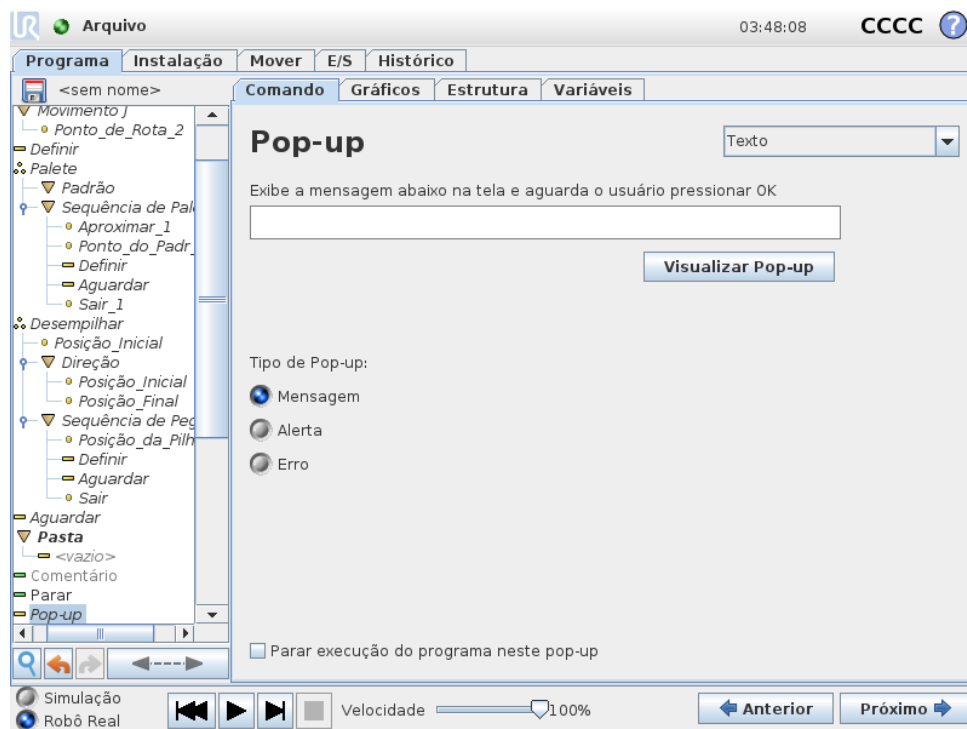 UR Arquivo 03:48:08 CCCC ?
Programa Instalação Mover E/S Histórico
<sem nome>
Comando Gráficos Estrutura Variáveis
Movimento J
Ponto_de_Rota_2
Definir
Palete
Padrão
Sequência de Pal
Aproximar_1
Ponto_do_Padr_
Definir
Aguardar
Sair_1
Desempilhar
Posição_Inicial
Direção
Posição_Inicial
Posição_Final
Sequência de Peg
Posição_da_Pilh
Definir
Aguardar
Sair
Aguardar
Pasta
<vazio>
Comentário
Parar
Pop-up
Pop-up
Texto
Exibe a mensagem abaixo na tela e aguarda o usuário pressionar OK
Visualizar Pop-up
Tipo de Pop-up:
Mensagem
Alerta
Erro
Parar execução do programa neste pop-up
Simulação
Robô Real
Velocidade 100%
Anterior Próximo